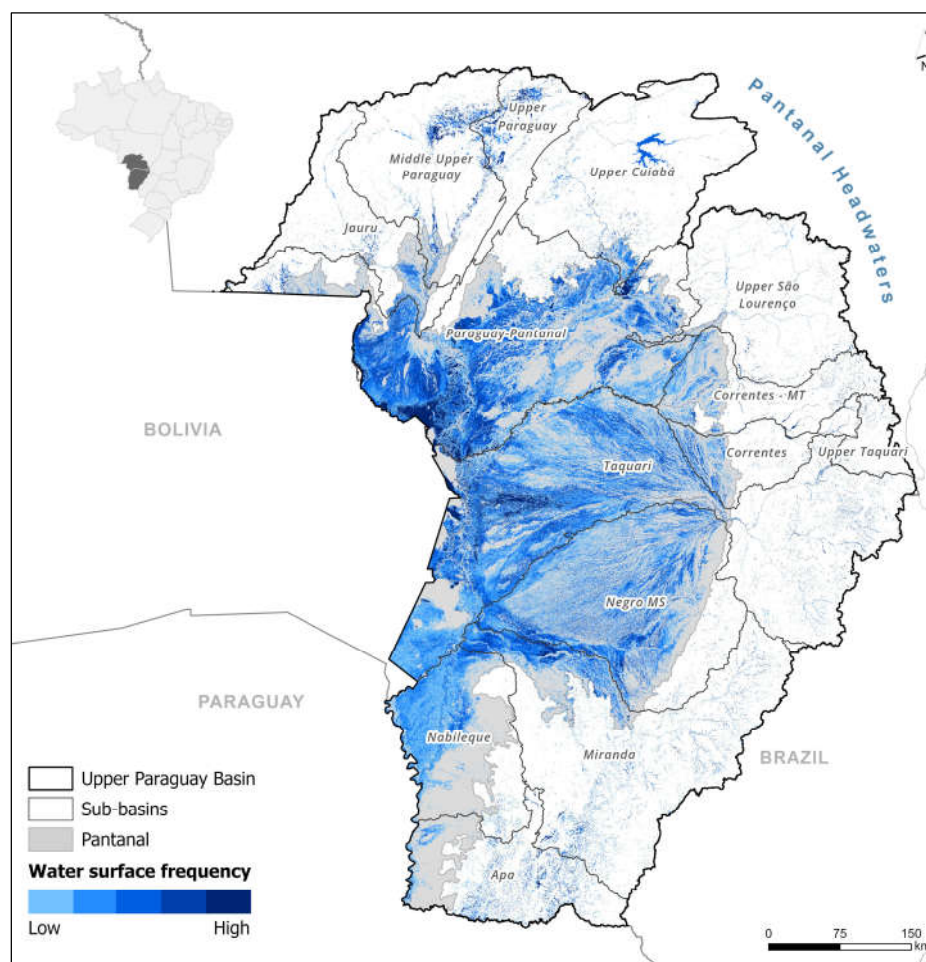 N
Pantanal Headwaters
Upper
Paraguay
Middle Upper
Paraguay
Upper Cuiabá
Jauru
Upper São
Lourenço
Paraguay-Pantanal
Correntes - MT
BOLIVIA
Taquari
Correntes
Upper Taquari
Negro MS
PARAGUAY
Nabileque
Miranda
BRAZIL
Apa
Upper Paraguay Basin
Sub-basins
Pantanal
Water surface frequency
Low High
0 75 150
km